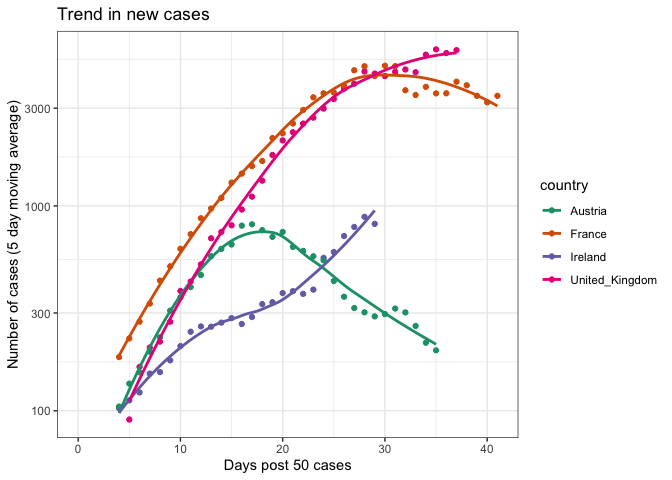 Trend in new cases
Number of cases (5 day moving average)
3000
1000
300
100
0
10
20
30
40
Days post 50 cases
country
Austria
France
Ireland
United_Kingdom